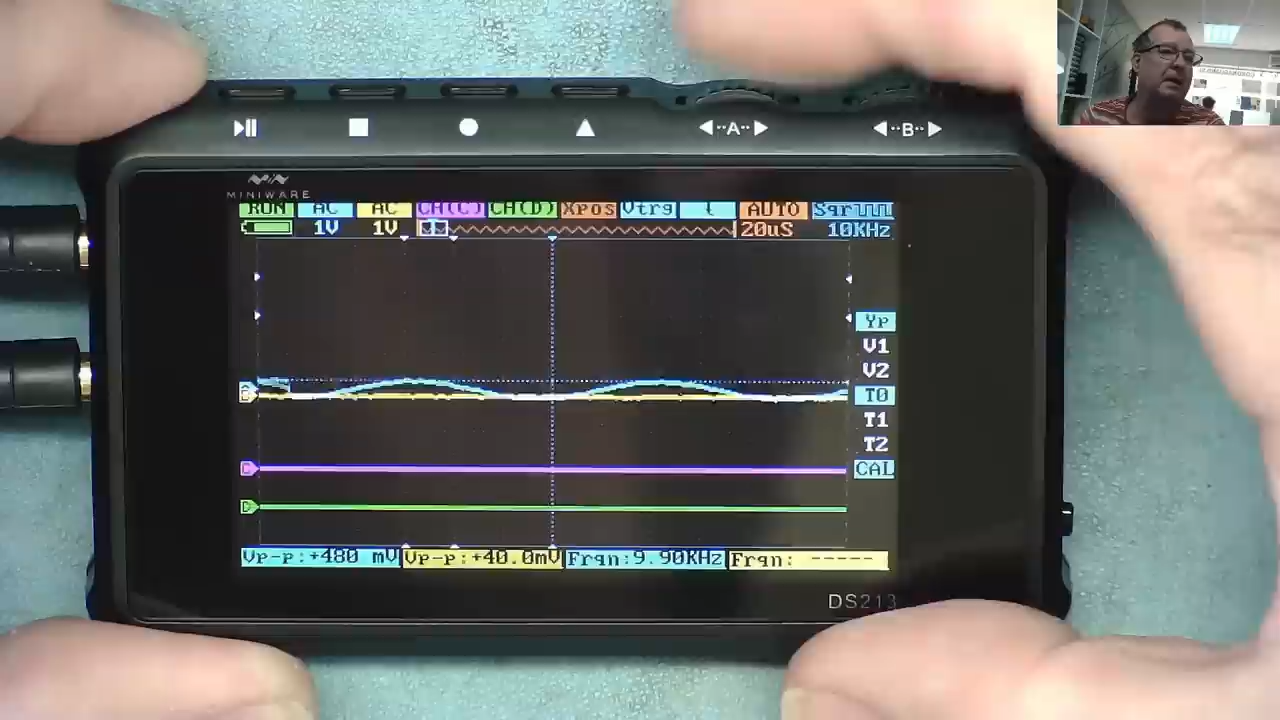 A
B
MINIWARE
RUN AC AC CH(C) CH(D) Xpos Vtrg AUTO Sqr
1V 1V 20uS 10KHz
Yp
V1
V2
T0
T1
T2
CAL
Vp-p:+480 mV Vp-p:+40.0mV Frqn:9.90KHz Frqn: -----
DS213